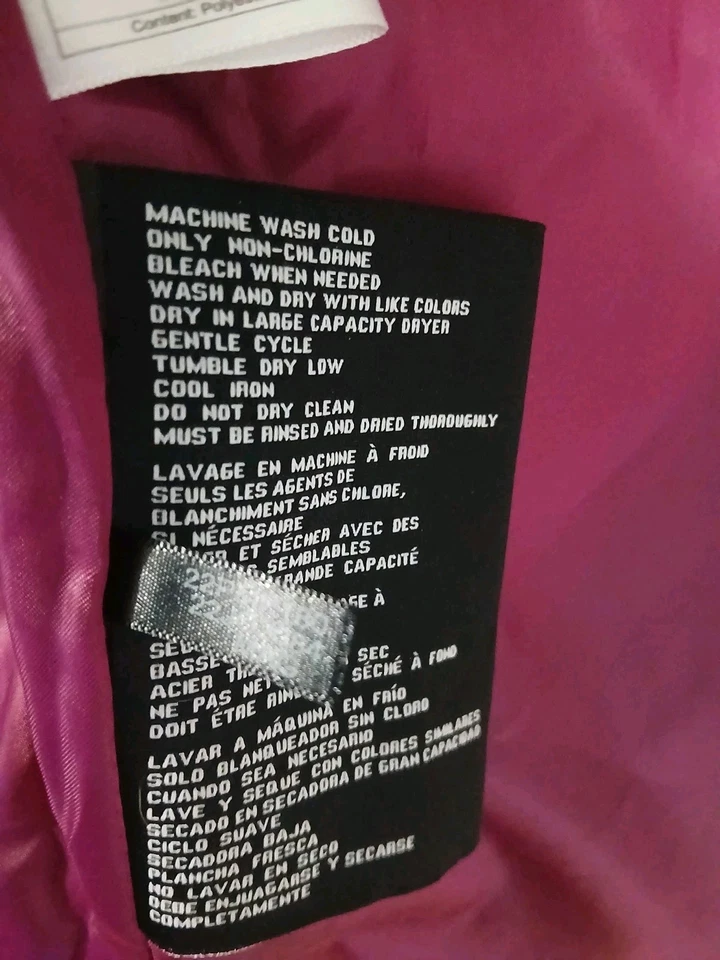 Content:
MACHINE WASH COLD
ONLY NON-CHLORINE
BLEACH WHEN NEEDED
WASH AND DRY WITH LIKE COLORS
DRY IN LARGE CAPACITY DRYER
GENTLE CYCLE
TUMBLE DRY LOW
COOL IRON
DO NOT DRY CLEAN
MUST BE RINSED AND DRIED THOROUGHLY
LAVAGE EN MACHINE À FROID
SEULS LES AGENTS DE
BLANCHIMENT SANS CHLORE,
SI NÉCESSAIRE
ET SÉCHER AVEC DES
SEMBLABLES
GRANDE CAPACITÉ
À
SEC
BASSE SÉCHÉ À FOND
ACIER
NE PAS
DOIT ÊTRE
LAVAR A MÁQUINA EN FRÍO
SOLO BLANQUEADOR SIN CLORO
CUANDO SEA NECESARIO
LAVE Y SEQUE CON COLORES SIMILARES
SECADO EN SECADORA DE GRAN CAPACIDAD
CICLO SUAVE
SECADORA BAJA
PLANCHA FRESCA
NO LAVAR EN SECO
DEBE ENJUAGARSE Y SECARSE
COMPLETAMENTE